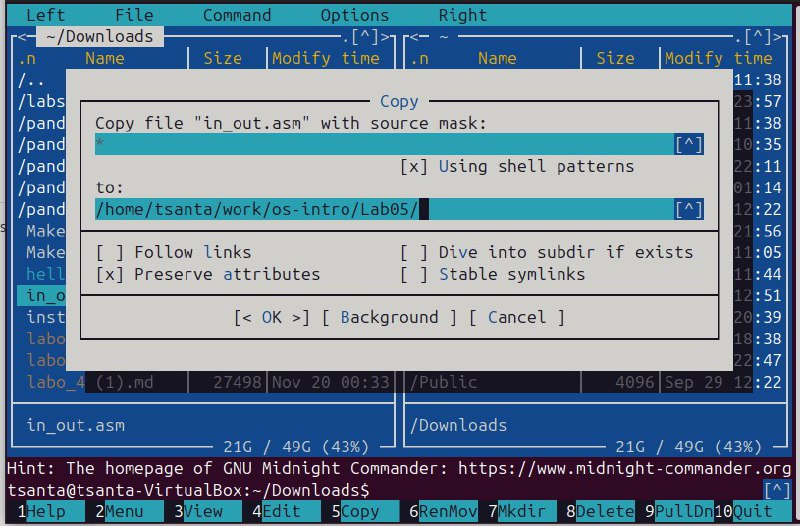 Left File Command Options Right
<─ ~/Downloads .[^]> <─ ~ .[^]>
.n Name Size Modify time .n Name Size Modify time
/.. 11:38
/labs 23:57
/pand 11:38
/pand 10:35
/pand 22:11
/pand 01:14
/pand 12:22
Make 21:56
Make 11:05
hell 11:44
in_o 12:51
inst 20:39
labo 18:38
labo 22:47
labo_4 (1).md 27498 Nov 20 00:33 /Public 4096 Sep 29 12:22
Copy
Copy file "in_out.asm" with source mask:
* [^]
[x] Using shell patterns
to:
/home/tsanta/work/os-intro/Lab05/ [^]
[ ] Follow links [ ] Dive into subdir if exists
[x] Preserve attributes [ ] Stable symlinks
[< OK >] [ Background ] [ Cancel ]
in_out.asm /Downloads
21G / 49G (43%) 21G / 49G (43%)
Hint: The homepage of GNU Midnight Commander: https://www.midnight-commander.org
tsanta@tsanta-VirtualBox:~/Downloads$ [^]
1Help 2Menu 3View 4Edit 5Copy 6RenMov 7Mkdir 8Delete 9PullDn 10Quit